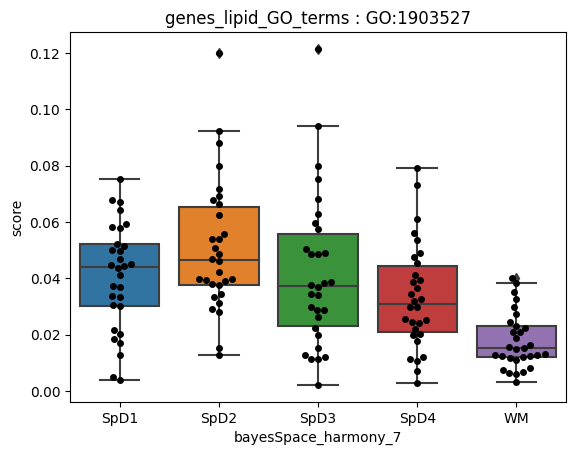 genes_lipid_GO_terms : GO:1903527
0.12
0.10
0.08
0.06
0.04
0.02
0.00
score
SpD1 SpD2 SpD3 SpD4 WM
bayesSpace_harmony_7